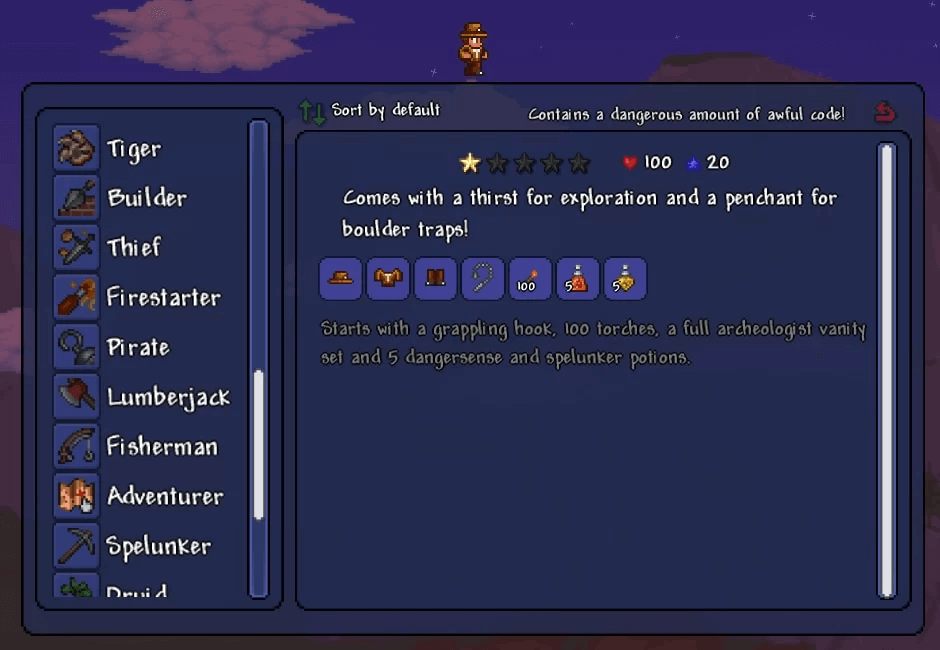 Sort by default
Contains a dangerous amount of awful code!
Tiger
Builder
Thief
Firestarter
Pirate
Lumberjack
Fisherman
Adventurer
Spelunker
Druid
100 20
Comes with a thirst for exploration and a penchant for
boulder traps!
100 5 5
Starts with a grappling hook, 100 torches, a full archeologist vanity
set and 5 dangersense and spelunker potions.